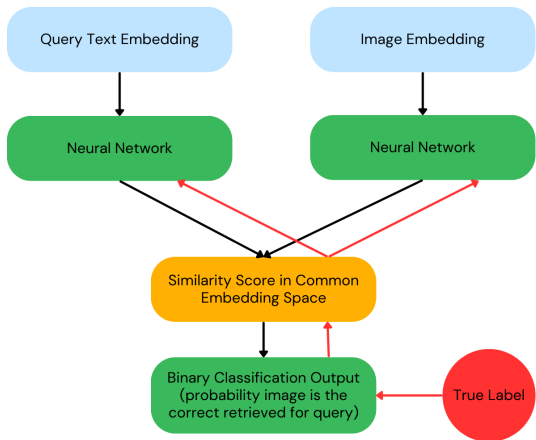 Query Text Embedding
Image Embedding
Neural Network
Neural Network
Similarity Score in Common
Embedding Space
Binary Classification Output
(probability image is the
correct retrieved for query)
True Label